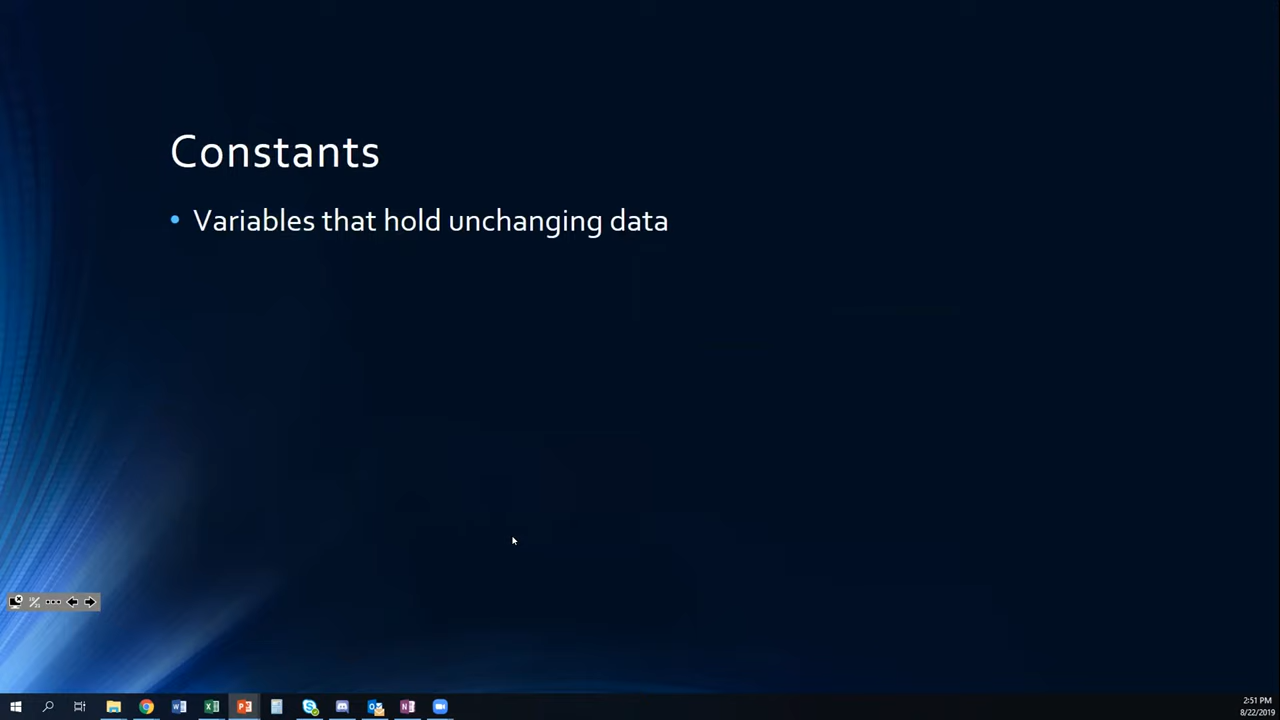 Constants
• Variables that hold unchanging data
2:51 PM
8/22/2019